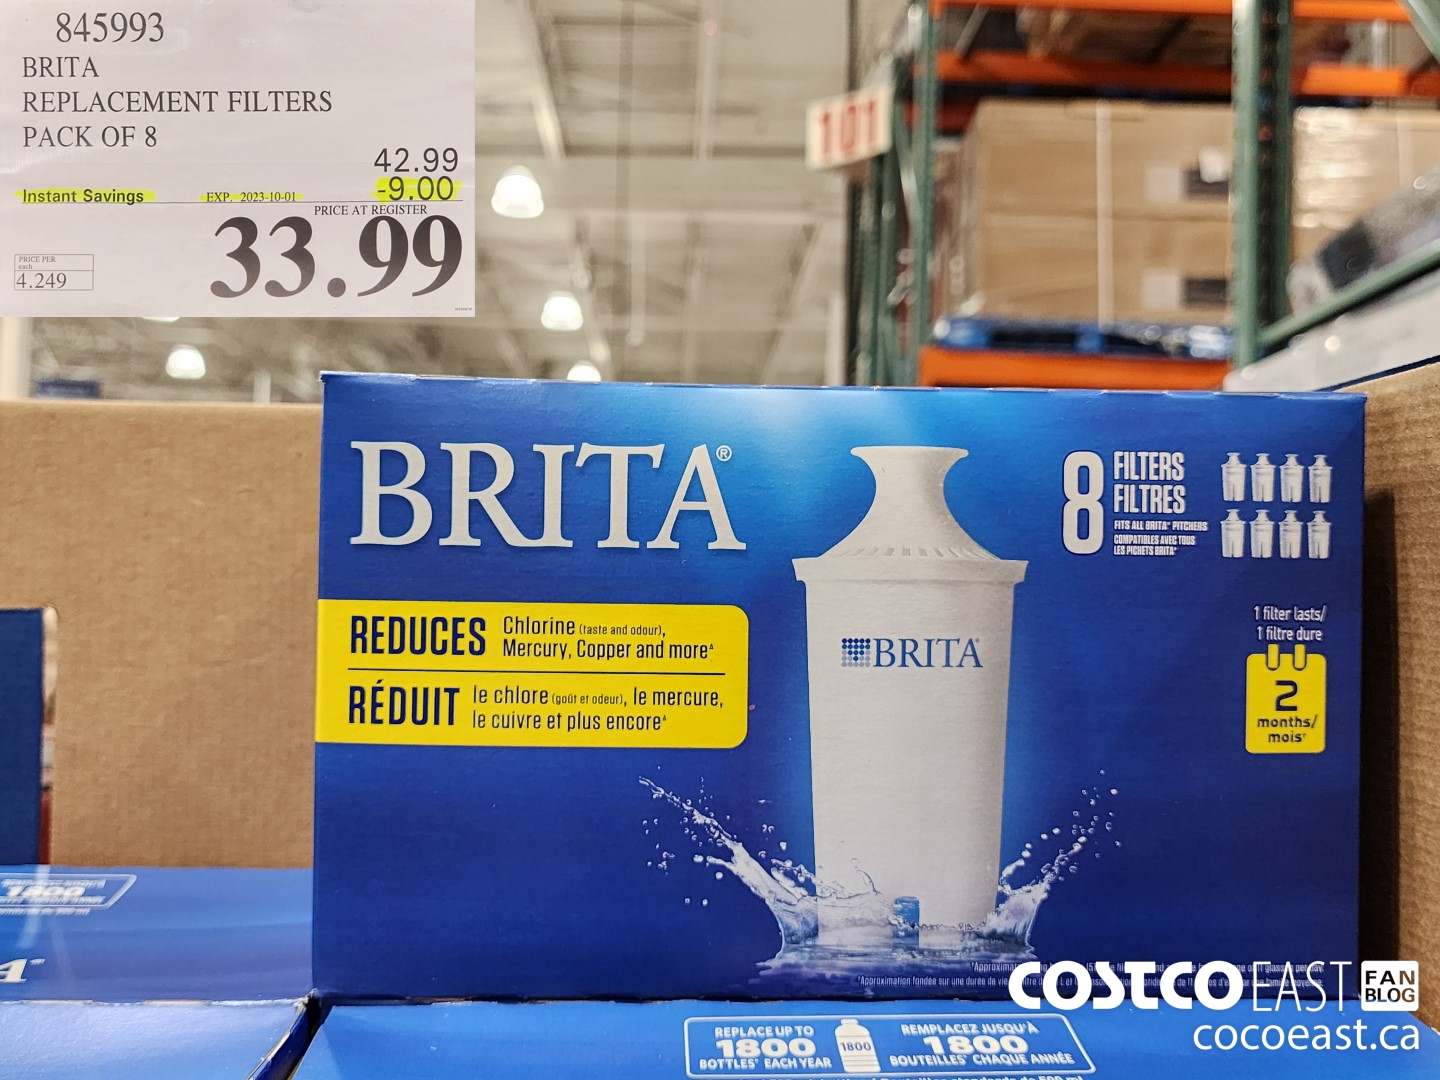 845993
BRITA
REPLACEMENT FILTERS
PACK OF 8
42.99
Instant Savings EXP. 2023-10-01 -9.00
PRICE AT REGISTER
33.99
PRICE PER
each
4.249
101
BRITA®
8 FILTERS
FILTRES
FITS ALL BRITA® PITCHERS
COMPATIBLES AVEC TOUS
LES PICHETS BRITA®
REDUCES Chlorine (taste and odour),
Mercury, Copper and more∆
RÉDUIT le chlore (goût et odeur), le mercure,
le cuivre et plus encore∆
BRITA
1 filter lasts/
1 filtre dure
2
months/
mois†
COSTCO EAST FAN BLOG
cocoeast.ca
REPLACE UP TO
1800
BOTTLES* EACH YEAR
1800
REMPLACEZ JUSQU'À
1800
BOUTEILLES* CHAQUE ANNÉE
1800